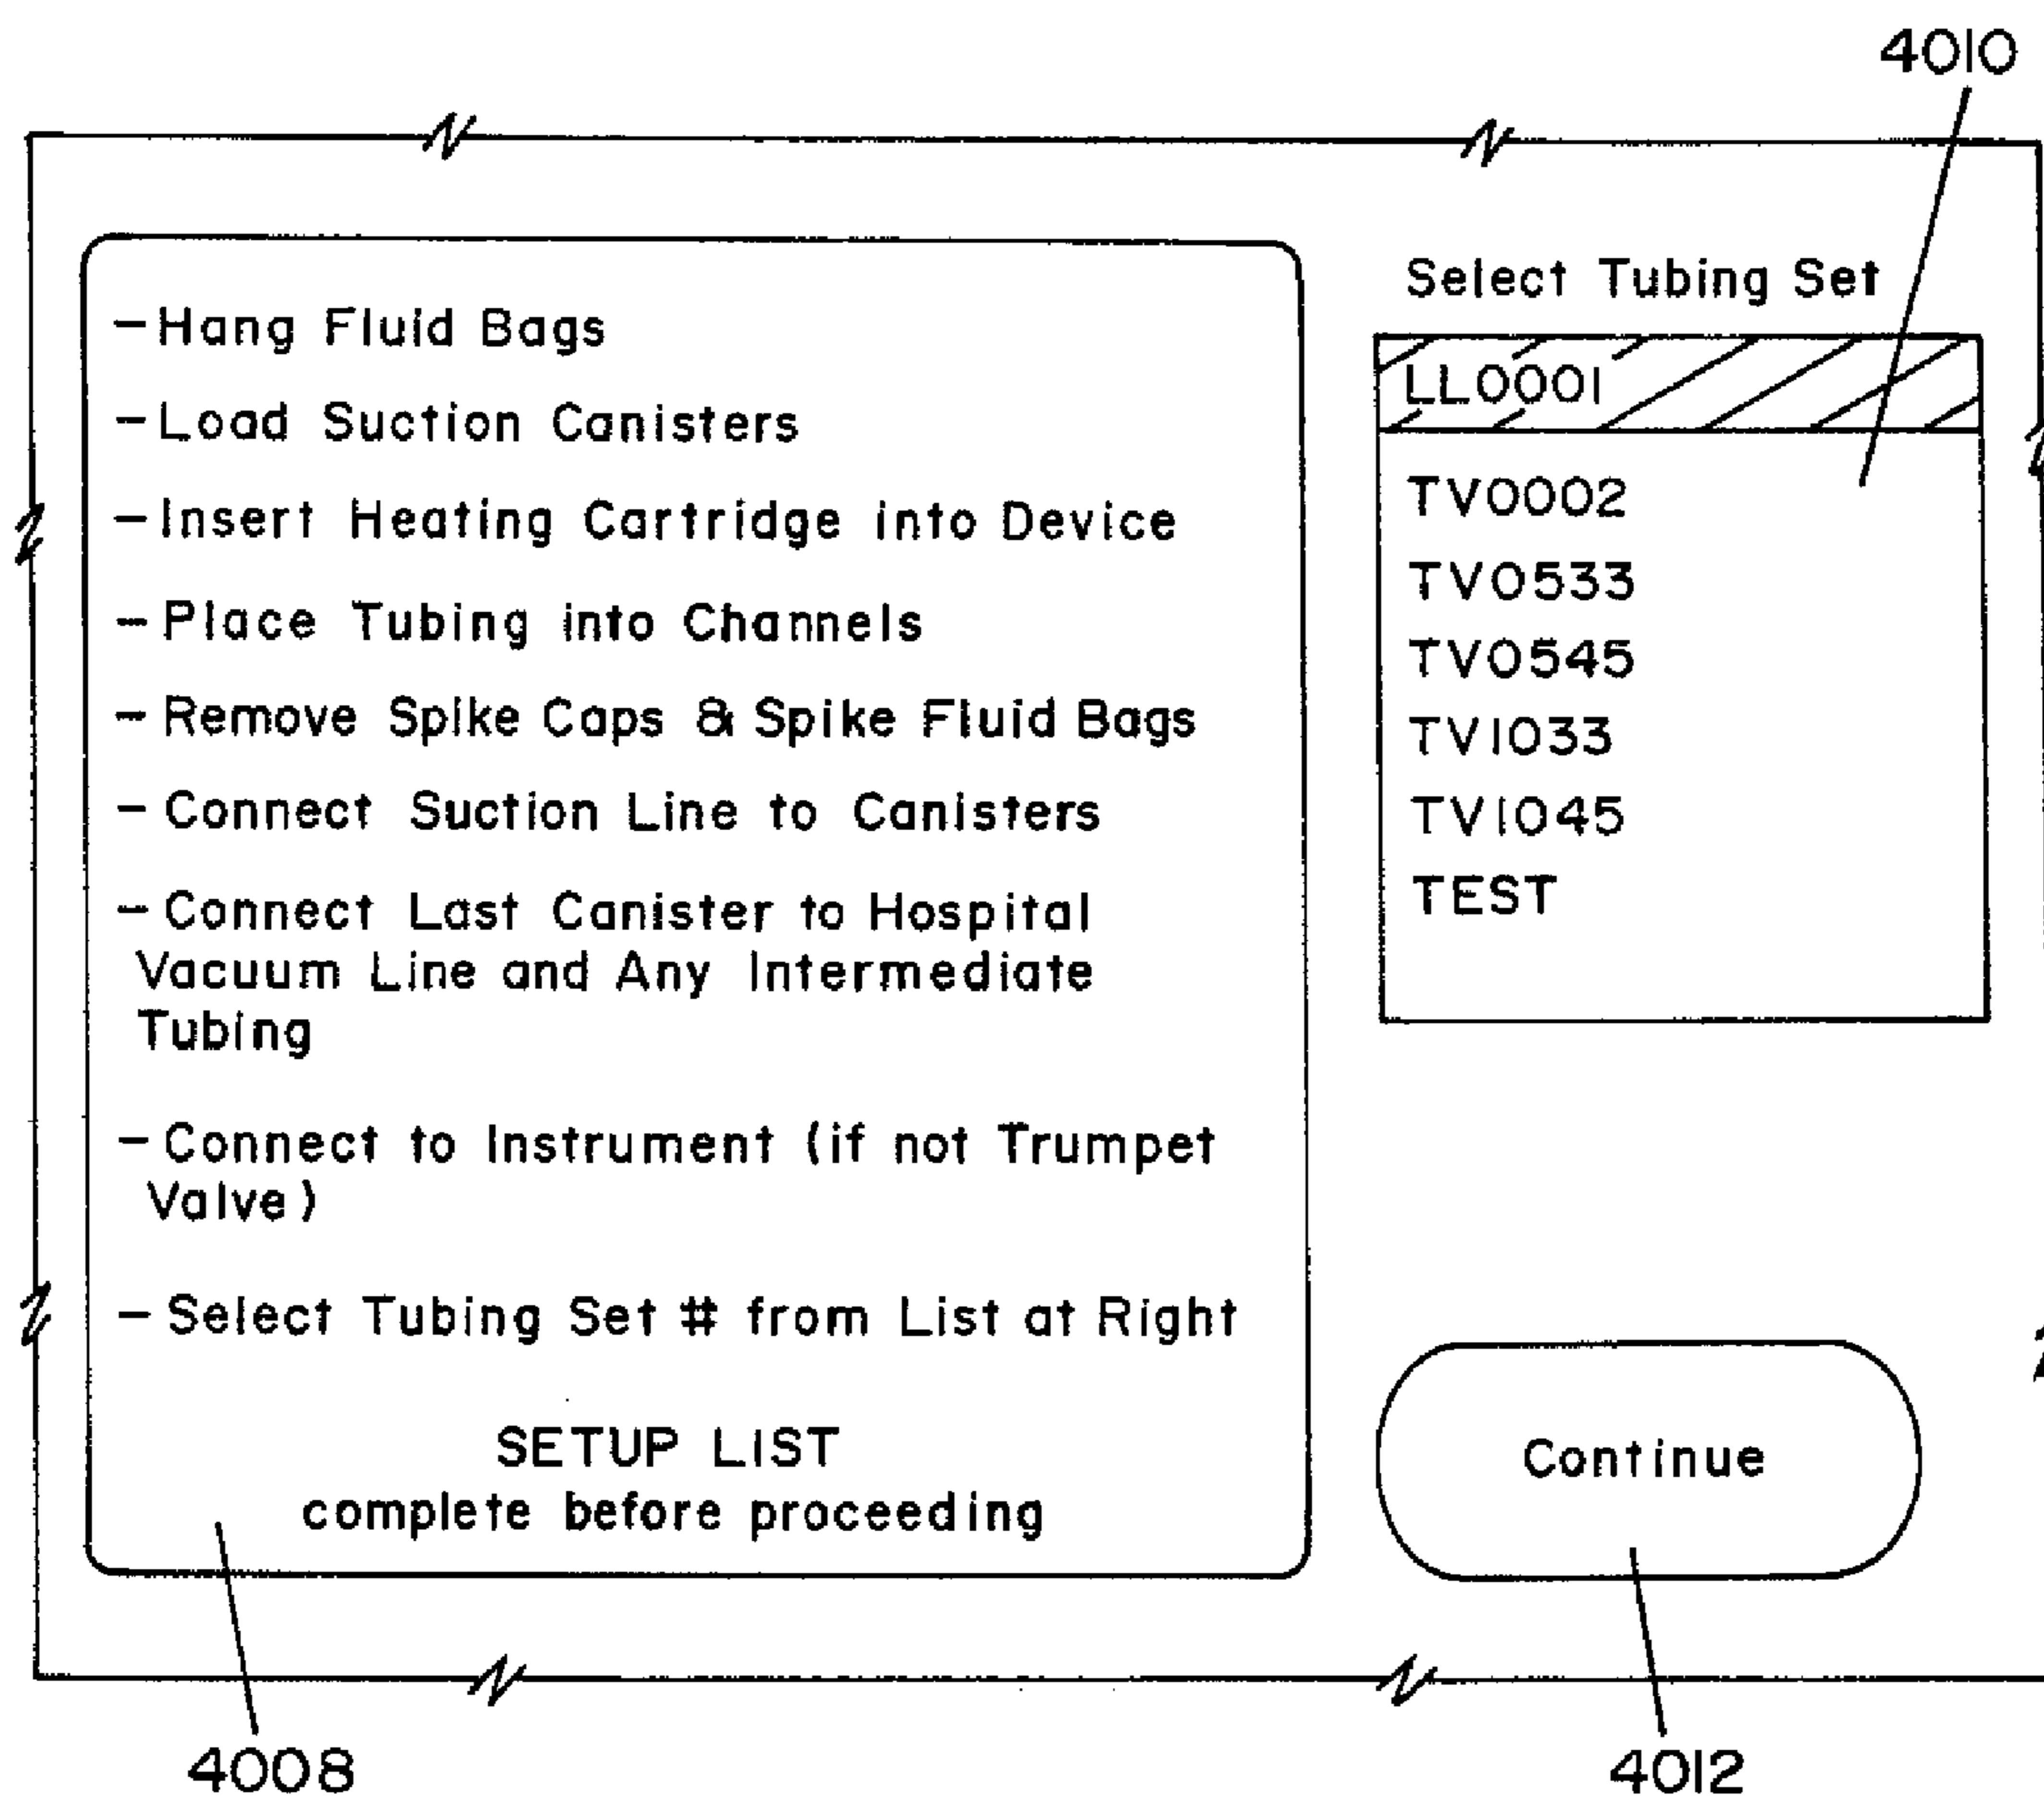 4010
- Hang Fluid Bags
- Load Suction Canisters
- Insert Heating Cartridge into Device
- Place Tubing into Channels
- Remove Spike Caps & Spike Fluid Bags
- Connect Suction Line to Canisters
- Connect Last Canister to Hospital
Vacuum Line and Any Intermediate
Tubing
- Connect to Instrument (if not Trumpet
Valve)
- Select Tubing Set # from List at Right
SETUP LIST
complete before proceeding
Select Tubing Set
LL0001
TV0002
TV0533
TV0545
TV1033
TV1045
TEST
Continue
4008
4012